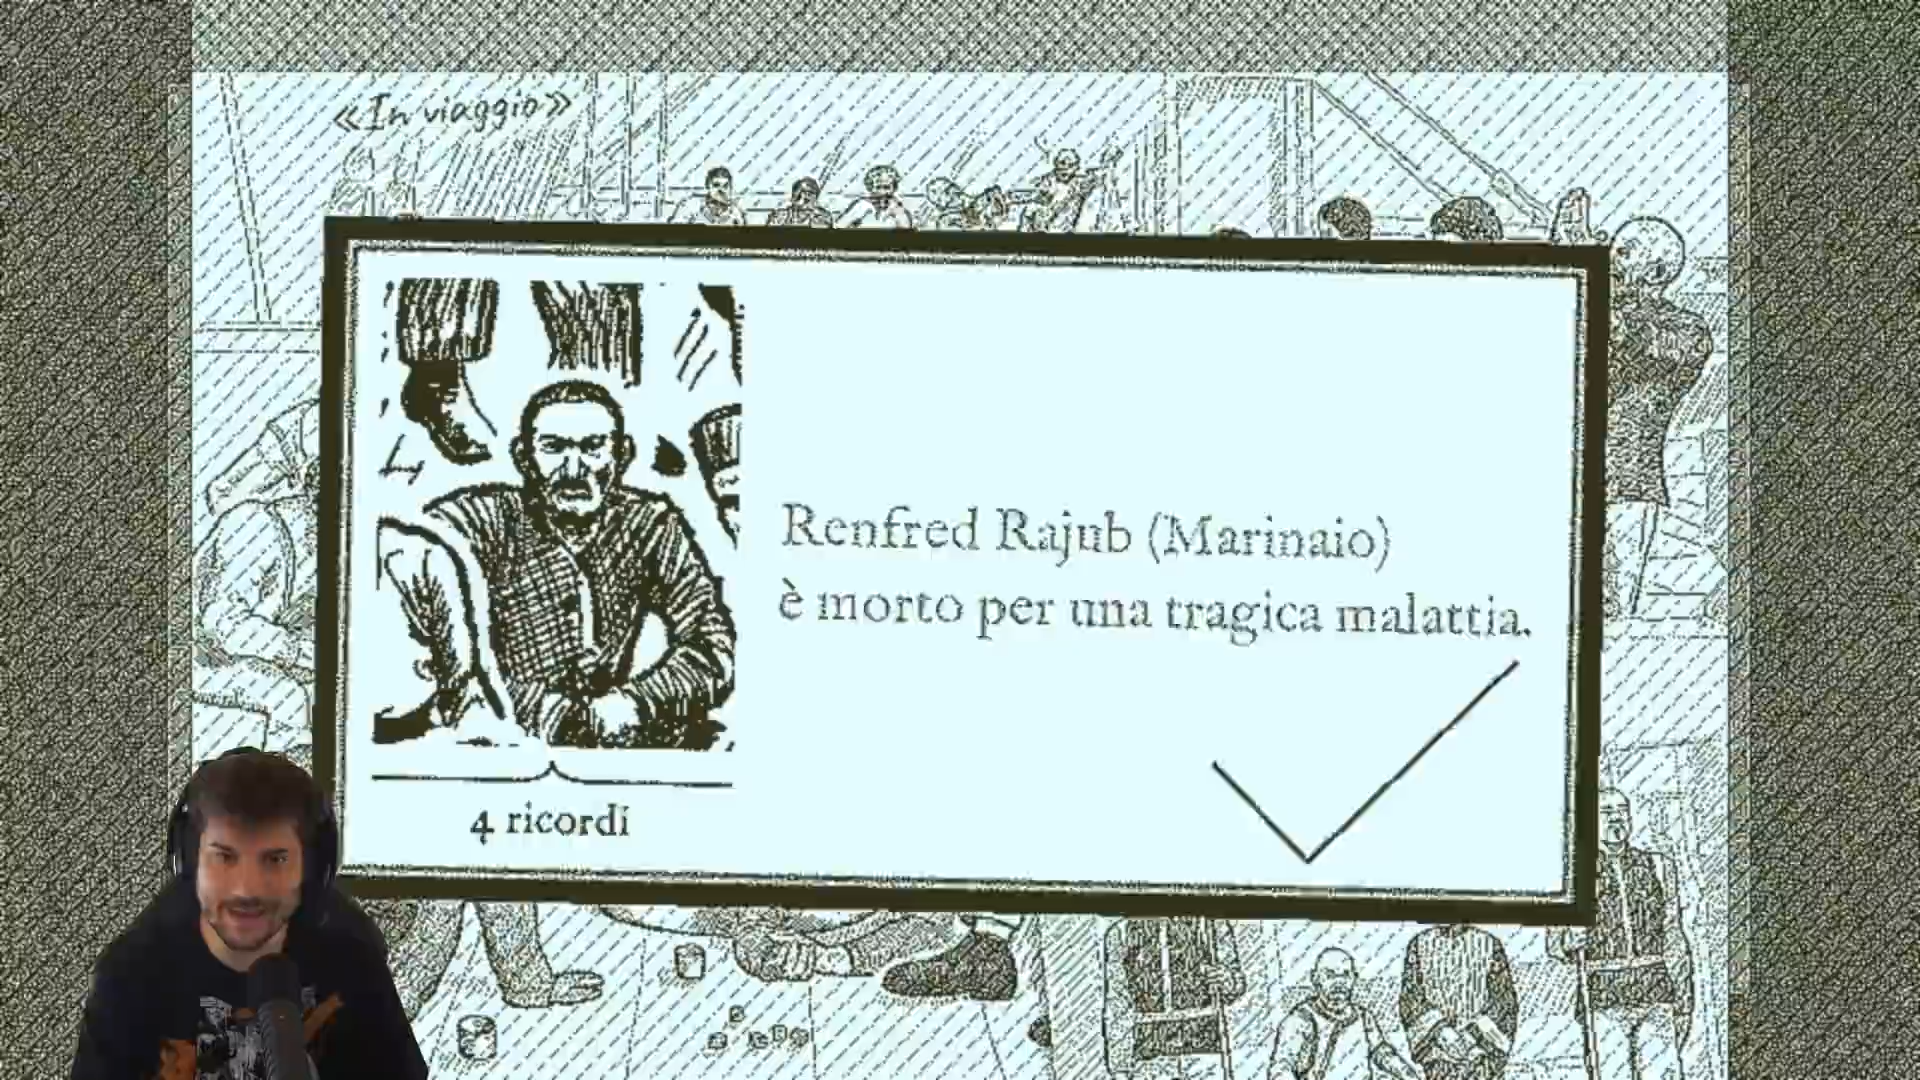 «In viaggio»
Renfred Rajub (Marinaio)
è morto per una tragica malattia.
4 ricordi